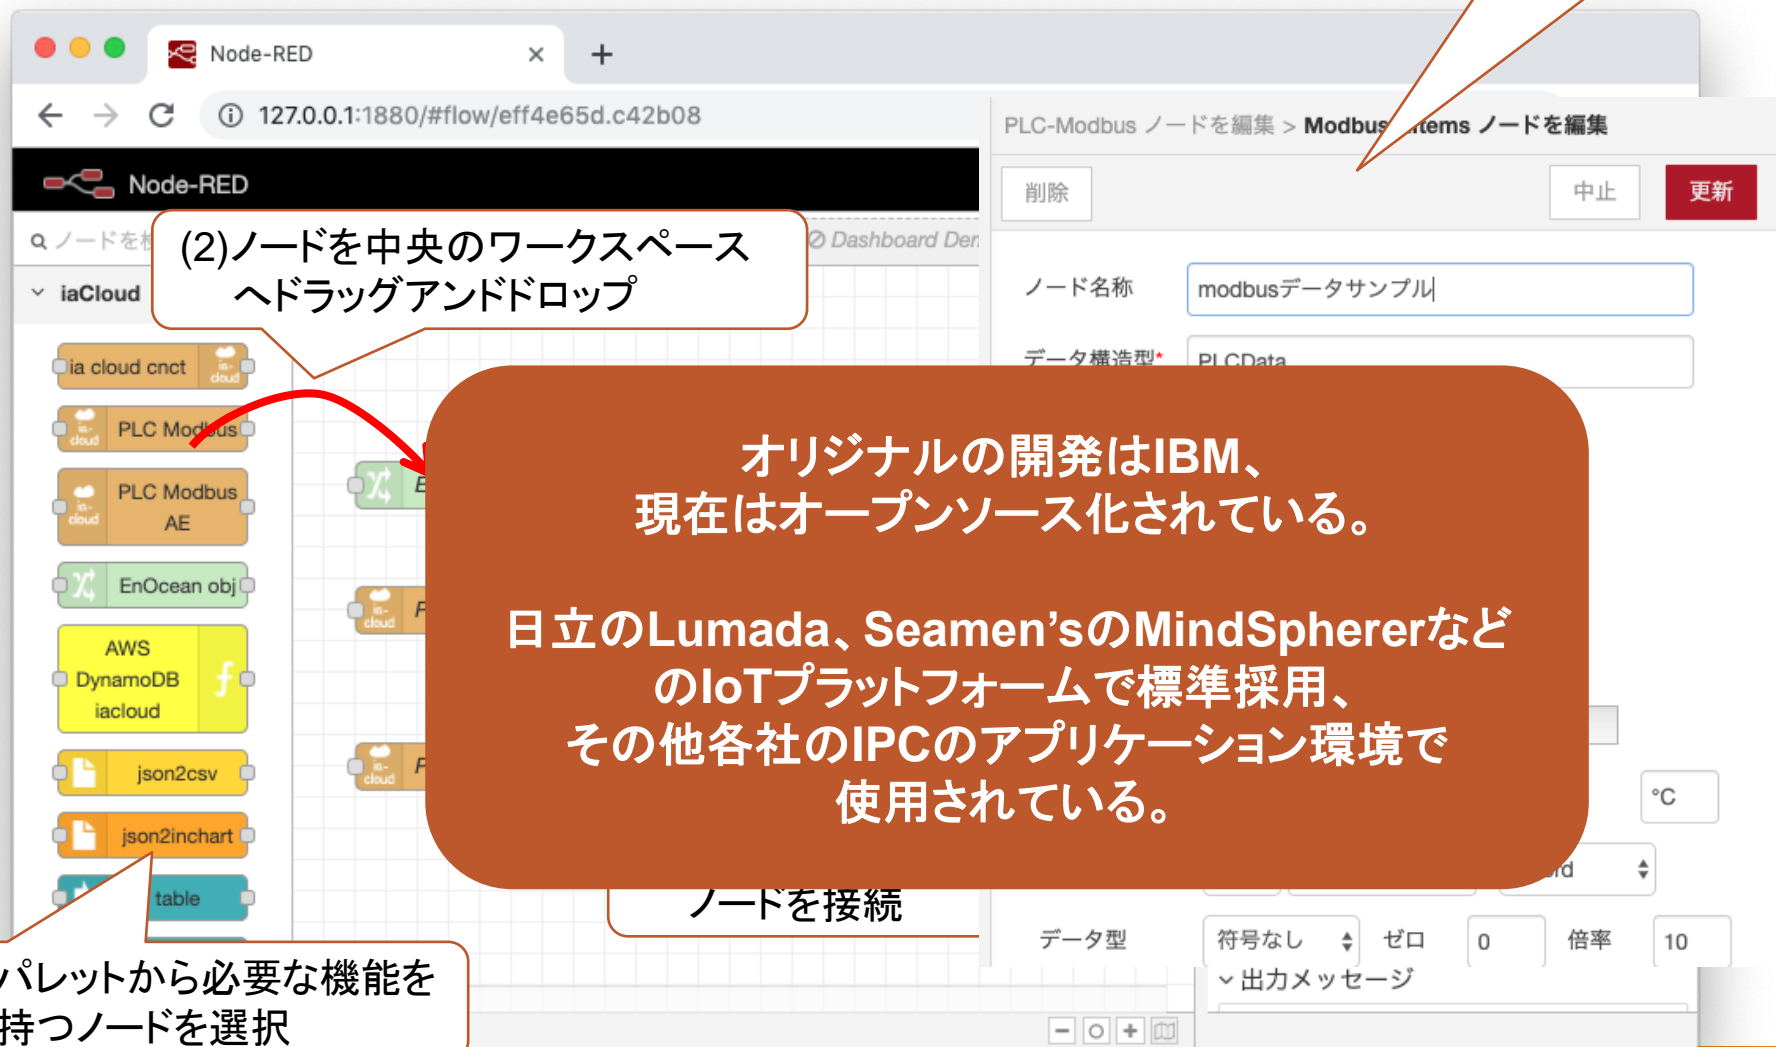 Node-RED
127.0.0.1:1880/#flow/eff4e65d.c42b08
Node-RED
ノードを検
Dashboard Den
(2)ノードを中央のワークスペース
へドラッグアンドドロップ
iaCloud
ia cloud cnct
PLC Modbus
PLC Modbus
AE
EnOcean obj
AWS
DynamoDB
iacloud
json2csv
json2inchart
table
パレットから必要な機能を
持つノードを選択
ノードを接続
PLC-Modbus ノードを編集 > Modbus items ノードを編集
削除
中止
更新
ノード名称
modbusデータサンプル
データ構造型*
PLCData
オリジナルの開発はIBM、
現在はオープンソース化されている。
日立のLumada、Seamen’sのMindSphererなど
のIoTプラットフォームで標準採用、
その他各社のIPCのアプリケーション環境で
使用されている。
°C
rd
データ型
符号なし
ゼロ
0
倍率
10
出力メッセージ